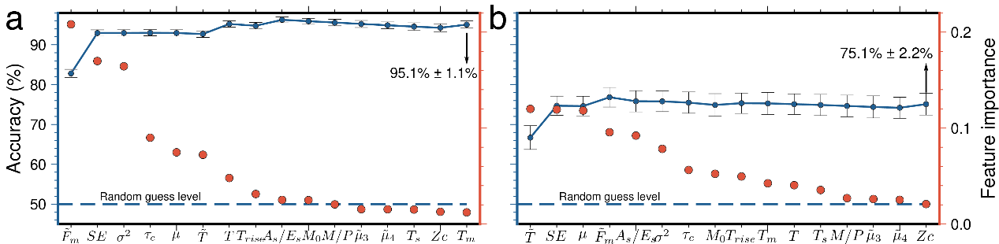 a
b
Accuracy (%)
90
80
70
60
50
95.1% ± 1.1%
Random guess level
F̃m SE σ² τc μ T̃ T Trise As/Es M0 M/P μ̃3 μ̃4 Ts Zc Tm
75.1% ± 2.2%
Random guess level
T̃ SE μ F̃m As/Es σ² τc M0 Trise Tm T Ts M/P μ̃3 μ̃4 Zc
0.2
0.1
0.0
Feature importance